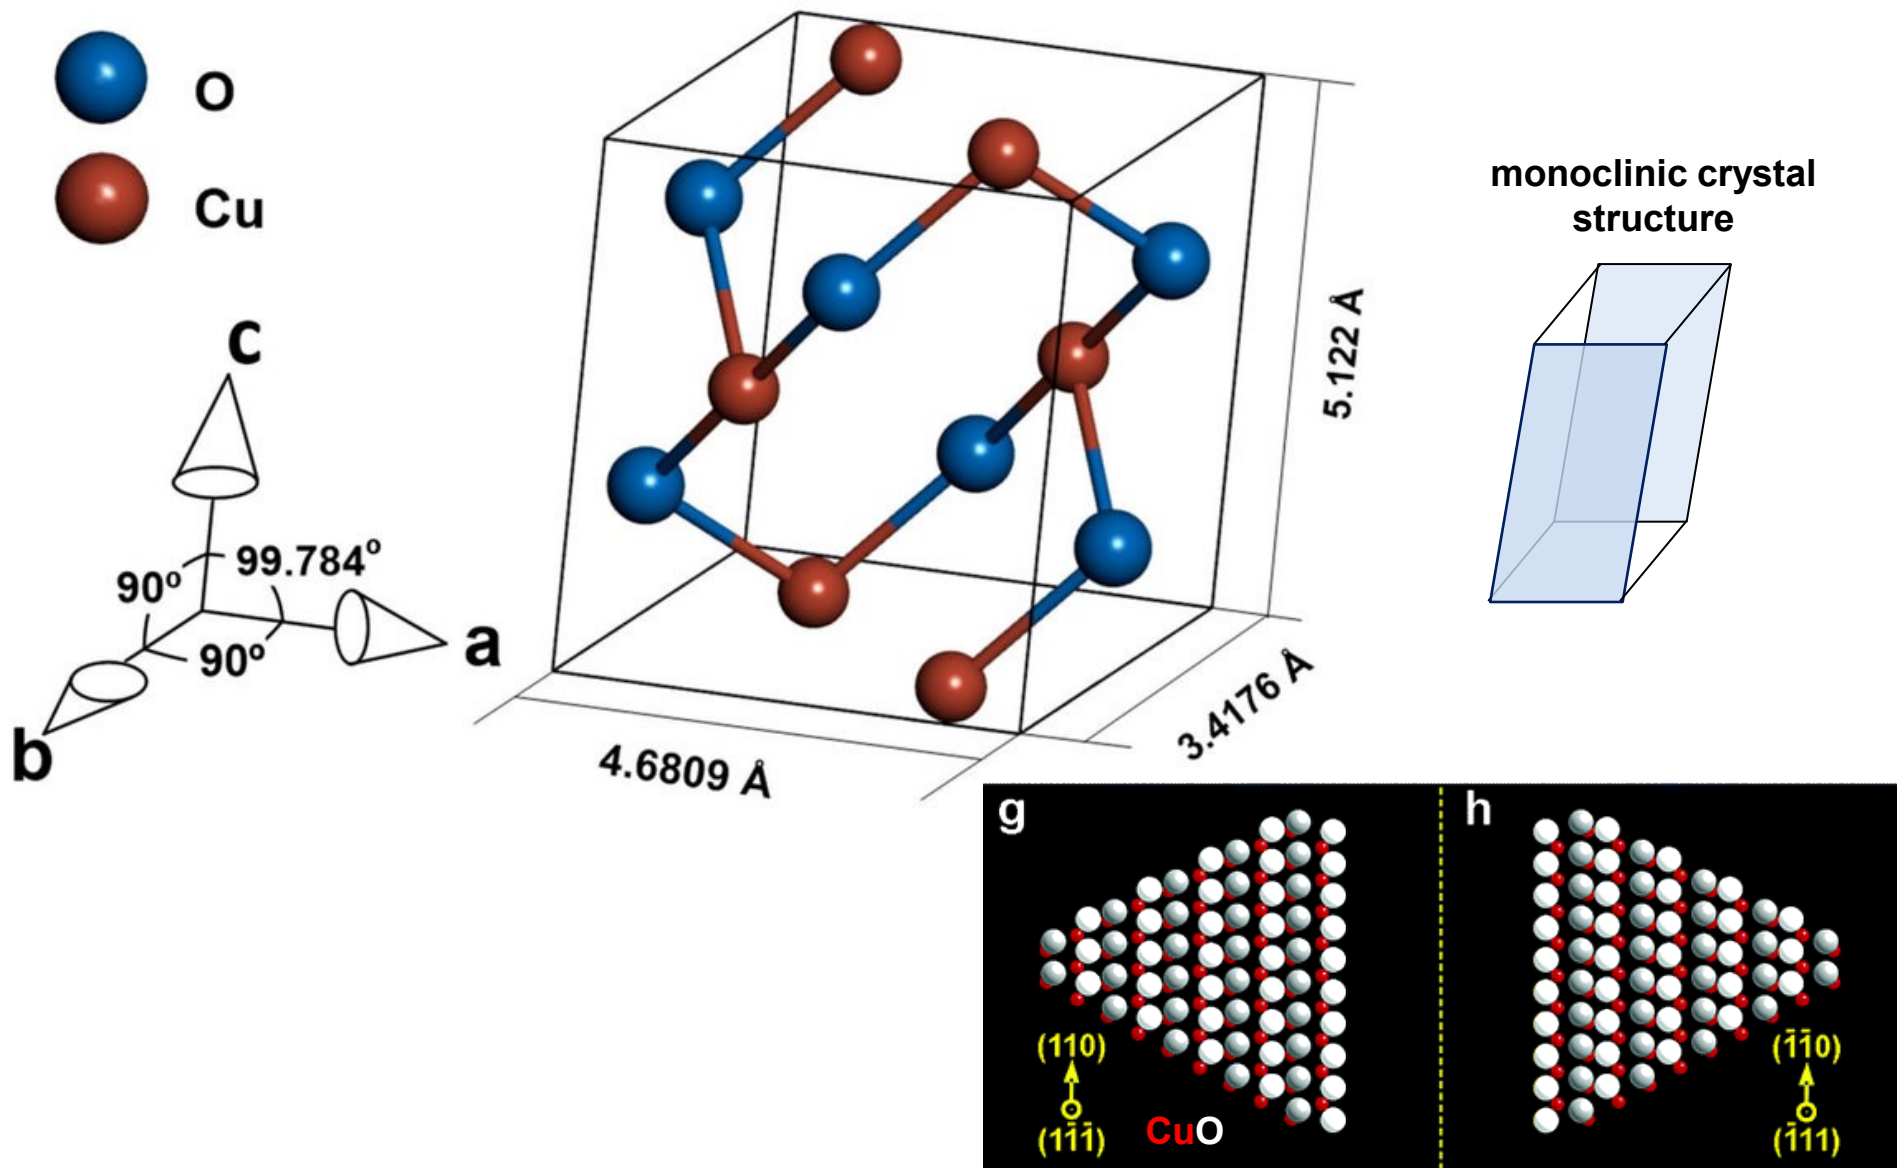 O
Cu
c
99.784°
90°
90°
a
b
4.6809 Å
3.4176 Å
5.122 Å
monoclinic crystal
structure
g
(110)
(11̄1̄)
CuO
h
(1̄1̄0)
(1̄11)